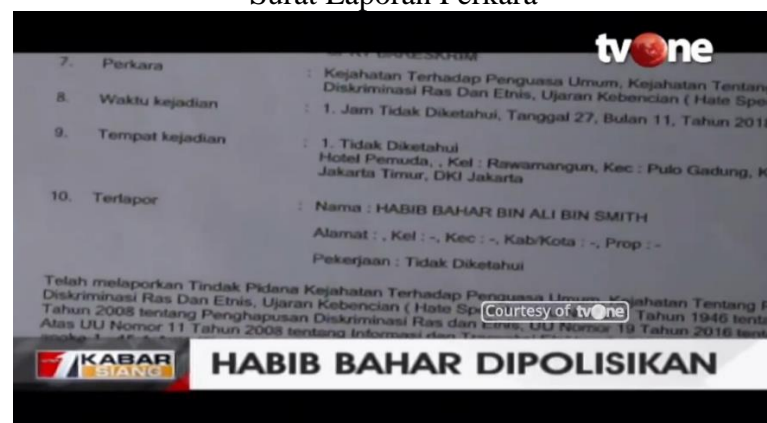 Surat Laporan Perkara
tvOne
BARESKRIM
7. Perkara : Kejahatan Terhadap Penguasa Umum, Kejahatan Tentang
Diskriminasi Ras Dan Etnis, Ujaran Kebencian ( Hate Spe
8. Waktu kejadian : 1. Jam Tidak Diketahui, Tanggal 27, Bulan 11, Tahun 2018
9. Tempat kejadian : 1. Tidak Diketahui
Hotel Pemuda, , Kel : Rawamangun, Kec : Pulo Gadung, K
Jakarta Timur, DKI Jakarta
10. Terlapor : Nama : HABIB BAHAR BIN ALI BIN SMITH
Alamat : , Kel : -, Kec : -, Kab/Kota : -, Prop : -
Pekerjaan : Tidak Diketahui
Telah melaporkan Tindak Pidana Kejahatan Terhadap Penguasa Umum, Kejahatan Tentang
Diskriminasi Ras Dan Etnis, Ujaran Kebencian ( Hate Sp Tahun 1946 tenta
Tahun 2008 tentang Penghapusan Diskriminasi Ras dan Etnis, UU Nomor 19 Tahun 2016 tent
Atas UU Nomor 11 Tahun 2008 tentang Informasi dan
Courtesy of tvOne
KABAR SIANG
HABIB BAHAR DIPOLISIKAN